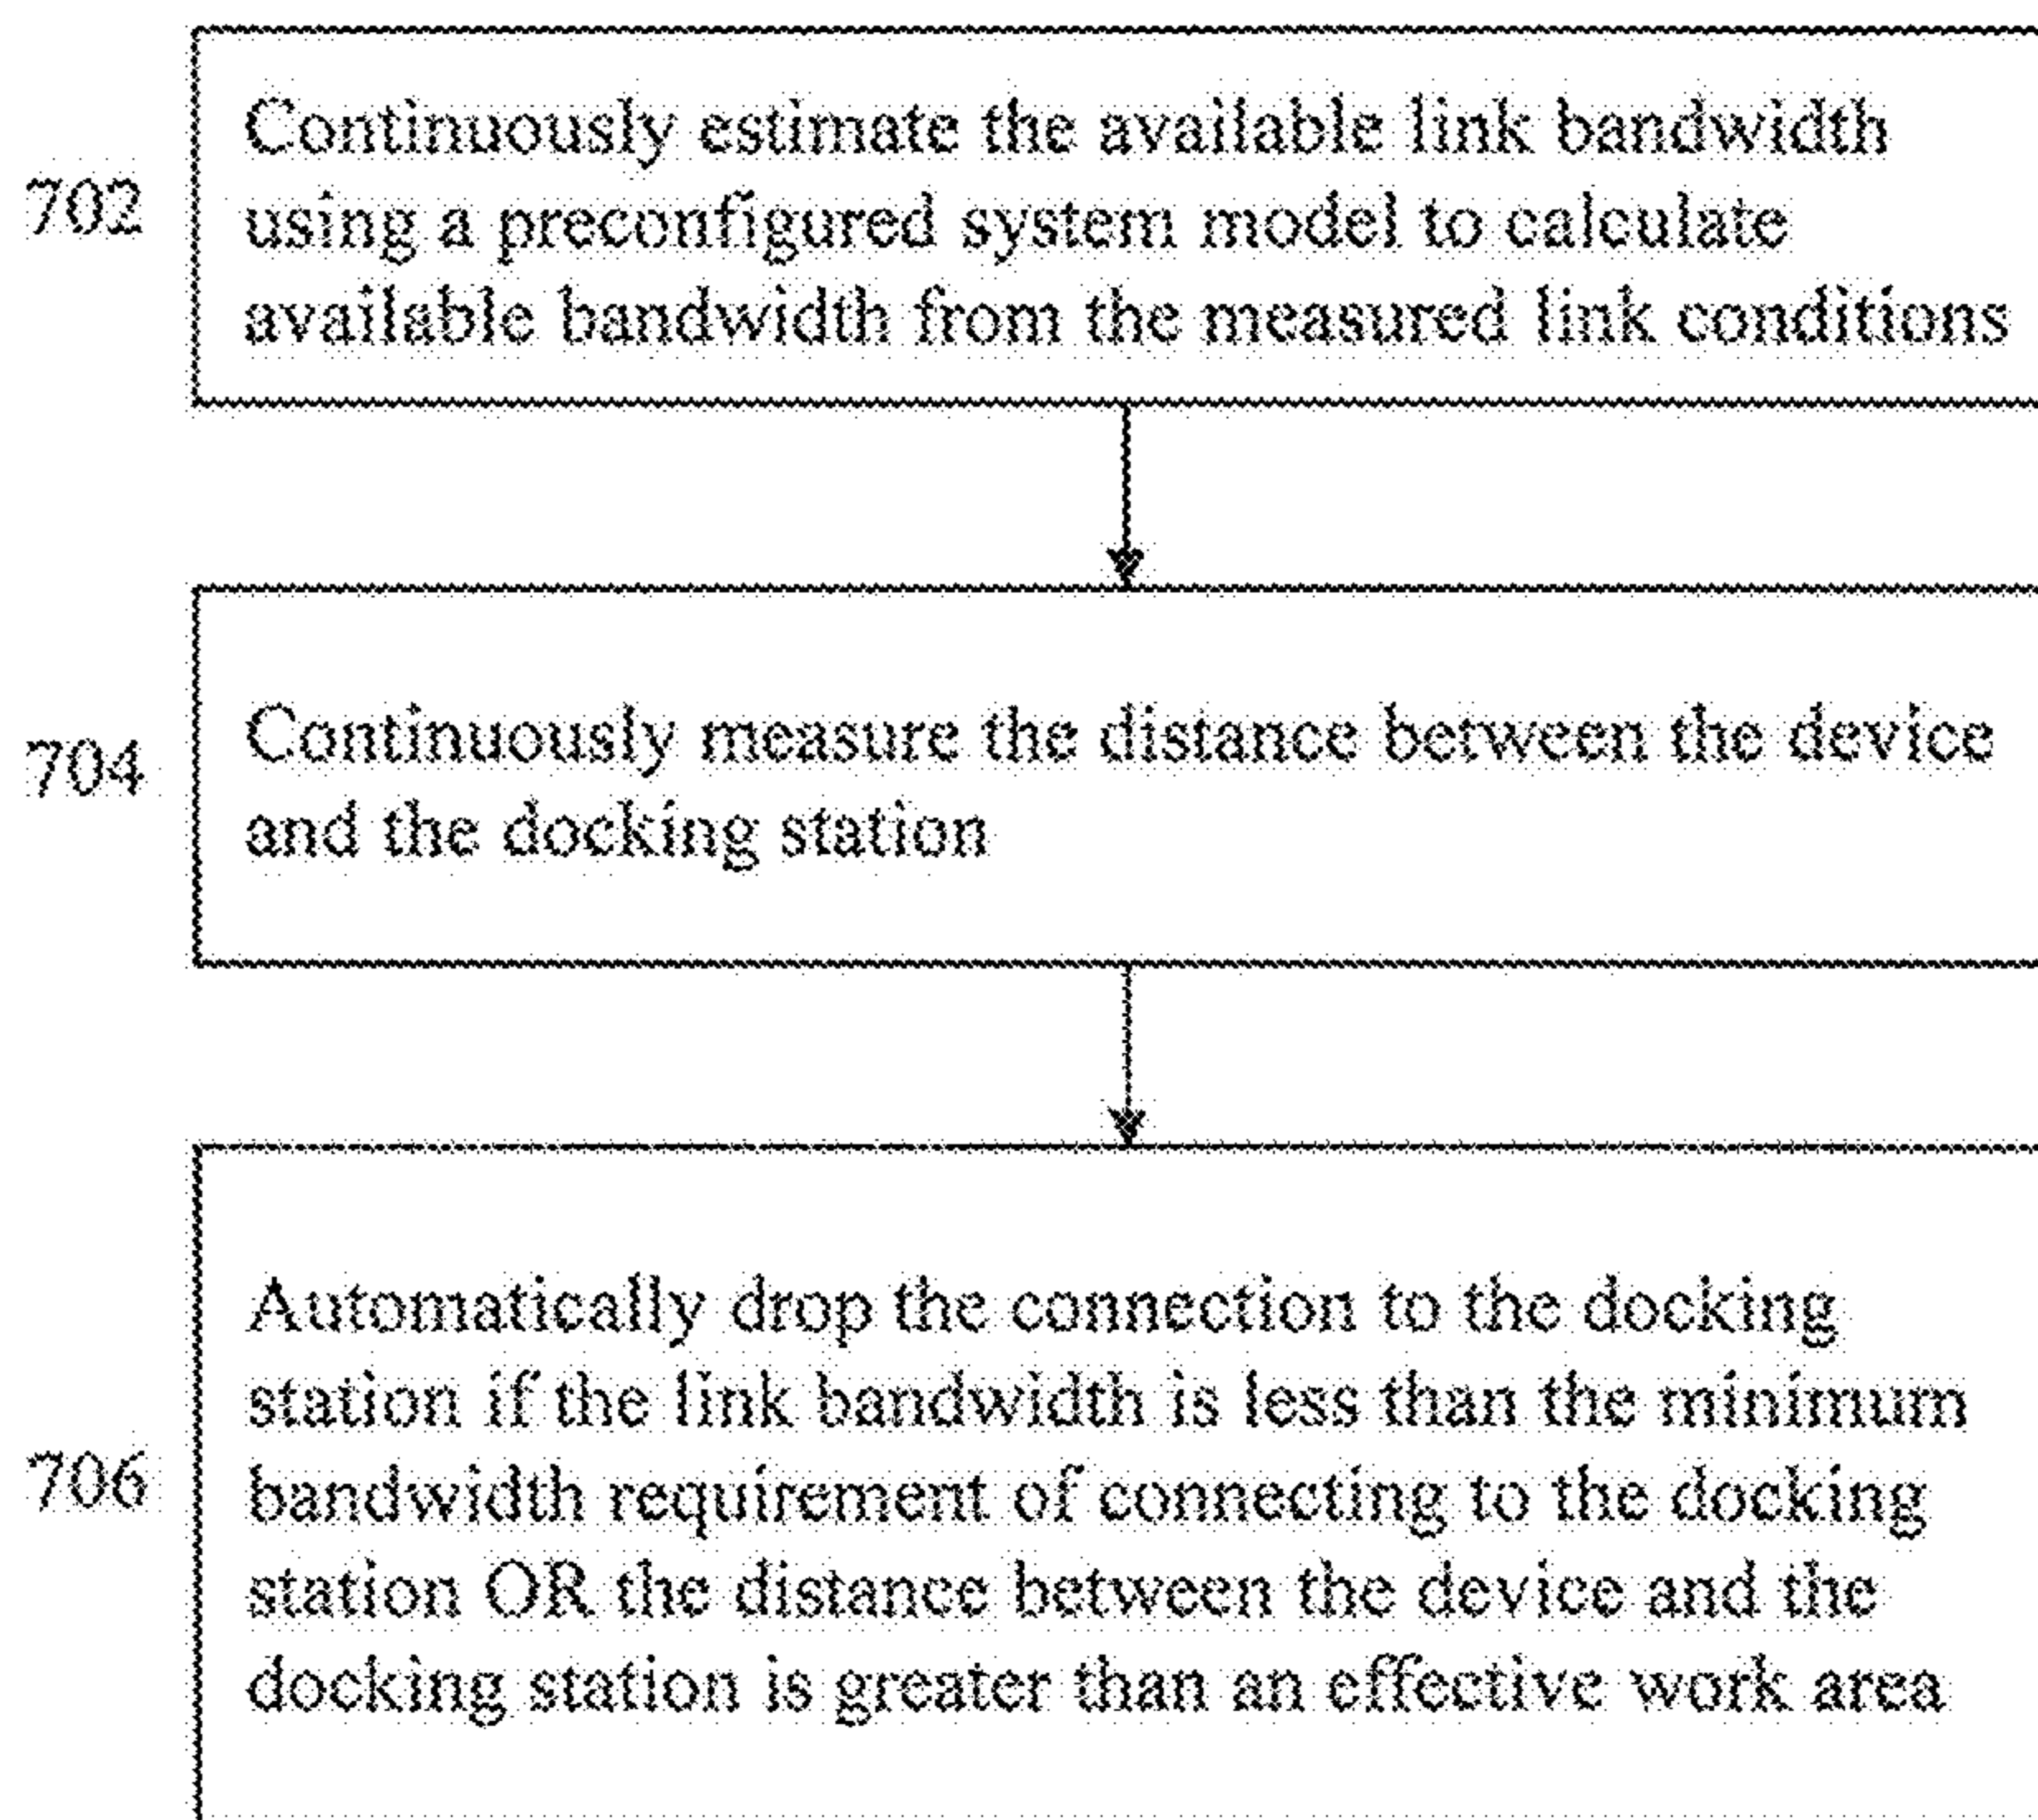 Continuously estimate the available link bandwidth
702
using a preconfigured system model to calculate
available bandwidth from the measured link conditions
Continuously measure the distance between the device
704
and the docking station
Automatically drop the connection to the docking
station if the link bandwidth is less than the minimum
706
bandwidth requirement of connecting to the docking
station OR the distance between the device and the
docking station is greater than an effective work area